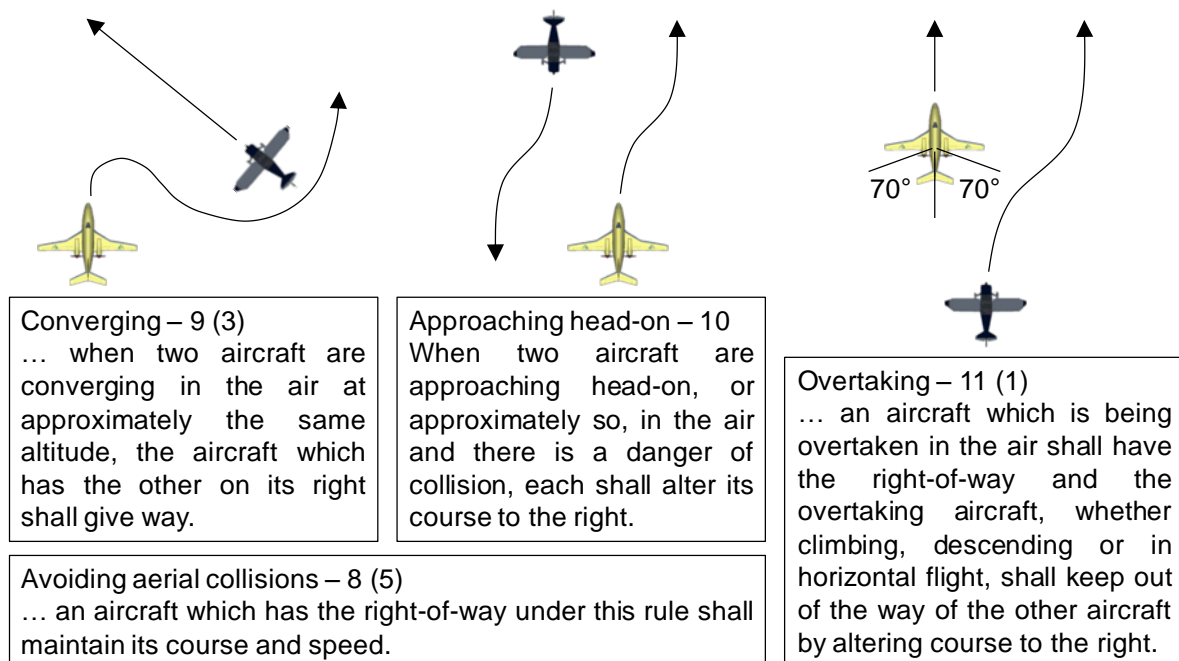 70° 70°
Converging – 9 (3)
… when two aircraft are
converging in the air at
approximately the same
altitude, the aircraft which
has the other on its right
shall give way.
Approaching head-on – 10
When two aircraft are
approaching head-on, or
approximately so, in the air
and there is a danger of
collision, each shall alter its
course to the right.
Overtaking – 11 (1)
… an aircraft which is being
overtaken in the air shall have
the right-of-way and the
overtaking aircraft, whether
climbing, descending or in
horizontal flight, shall keep out
of the way of the other aircraft
by altering course to the right.
Avoiding aerial collisions – 8 (5)
… an aircraft which has the right-of-way under this rule shall
maintain its course and speed.